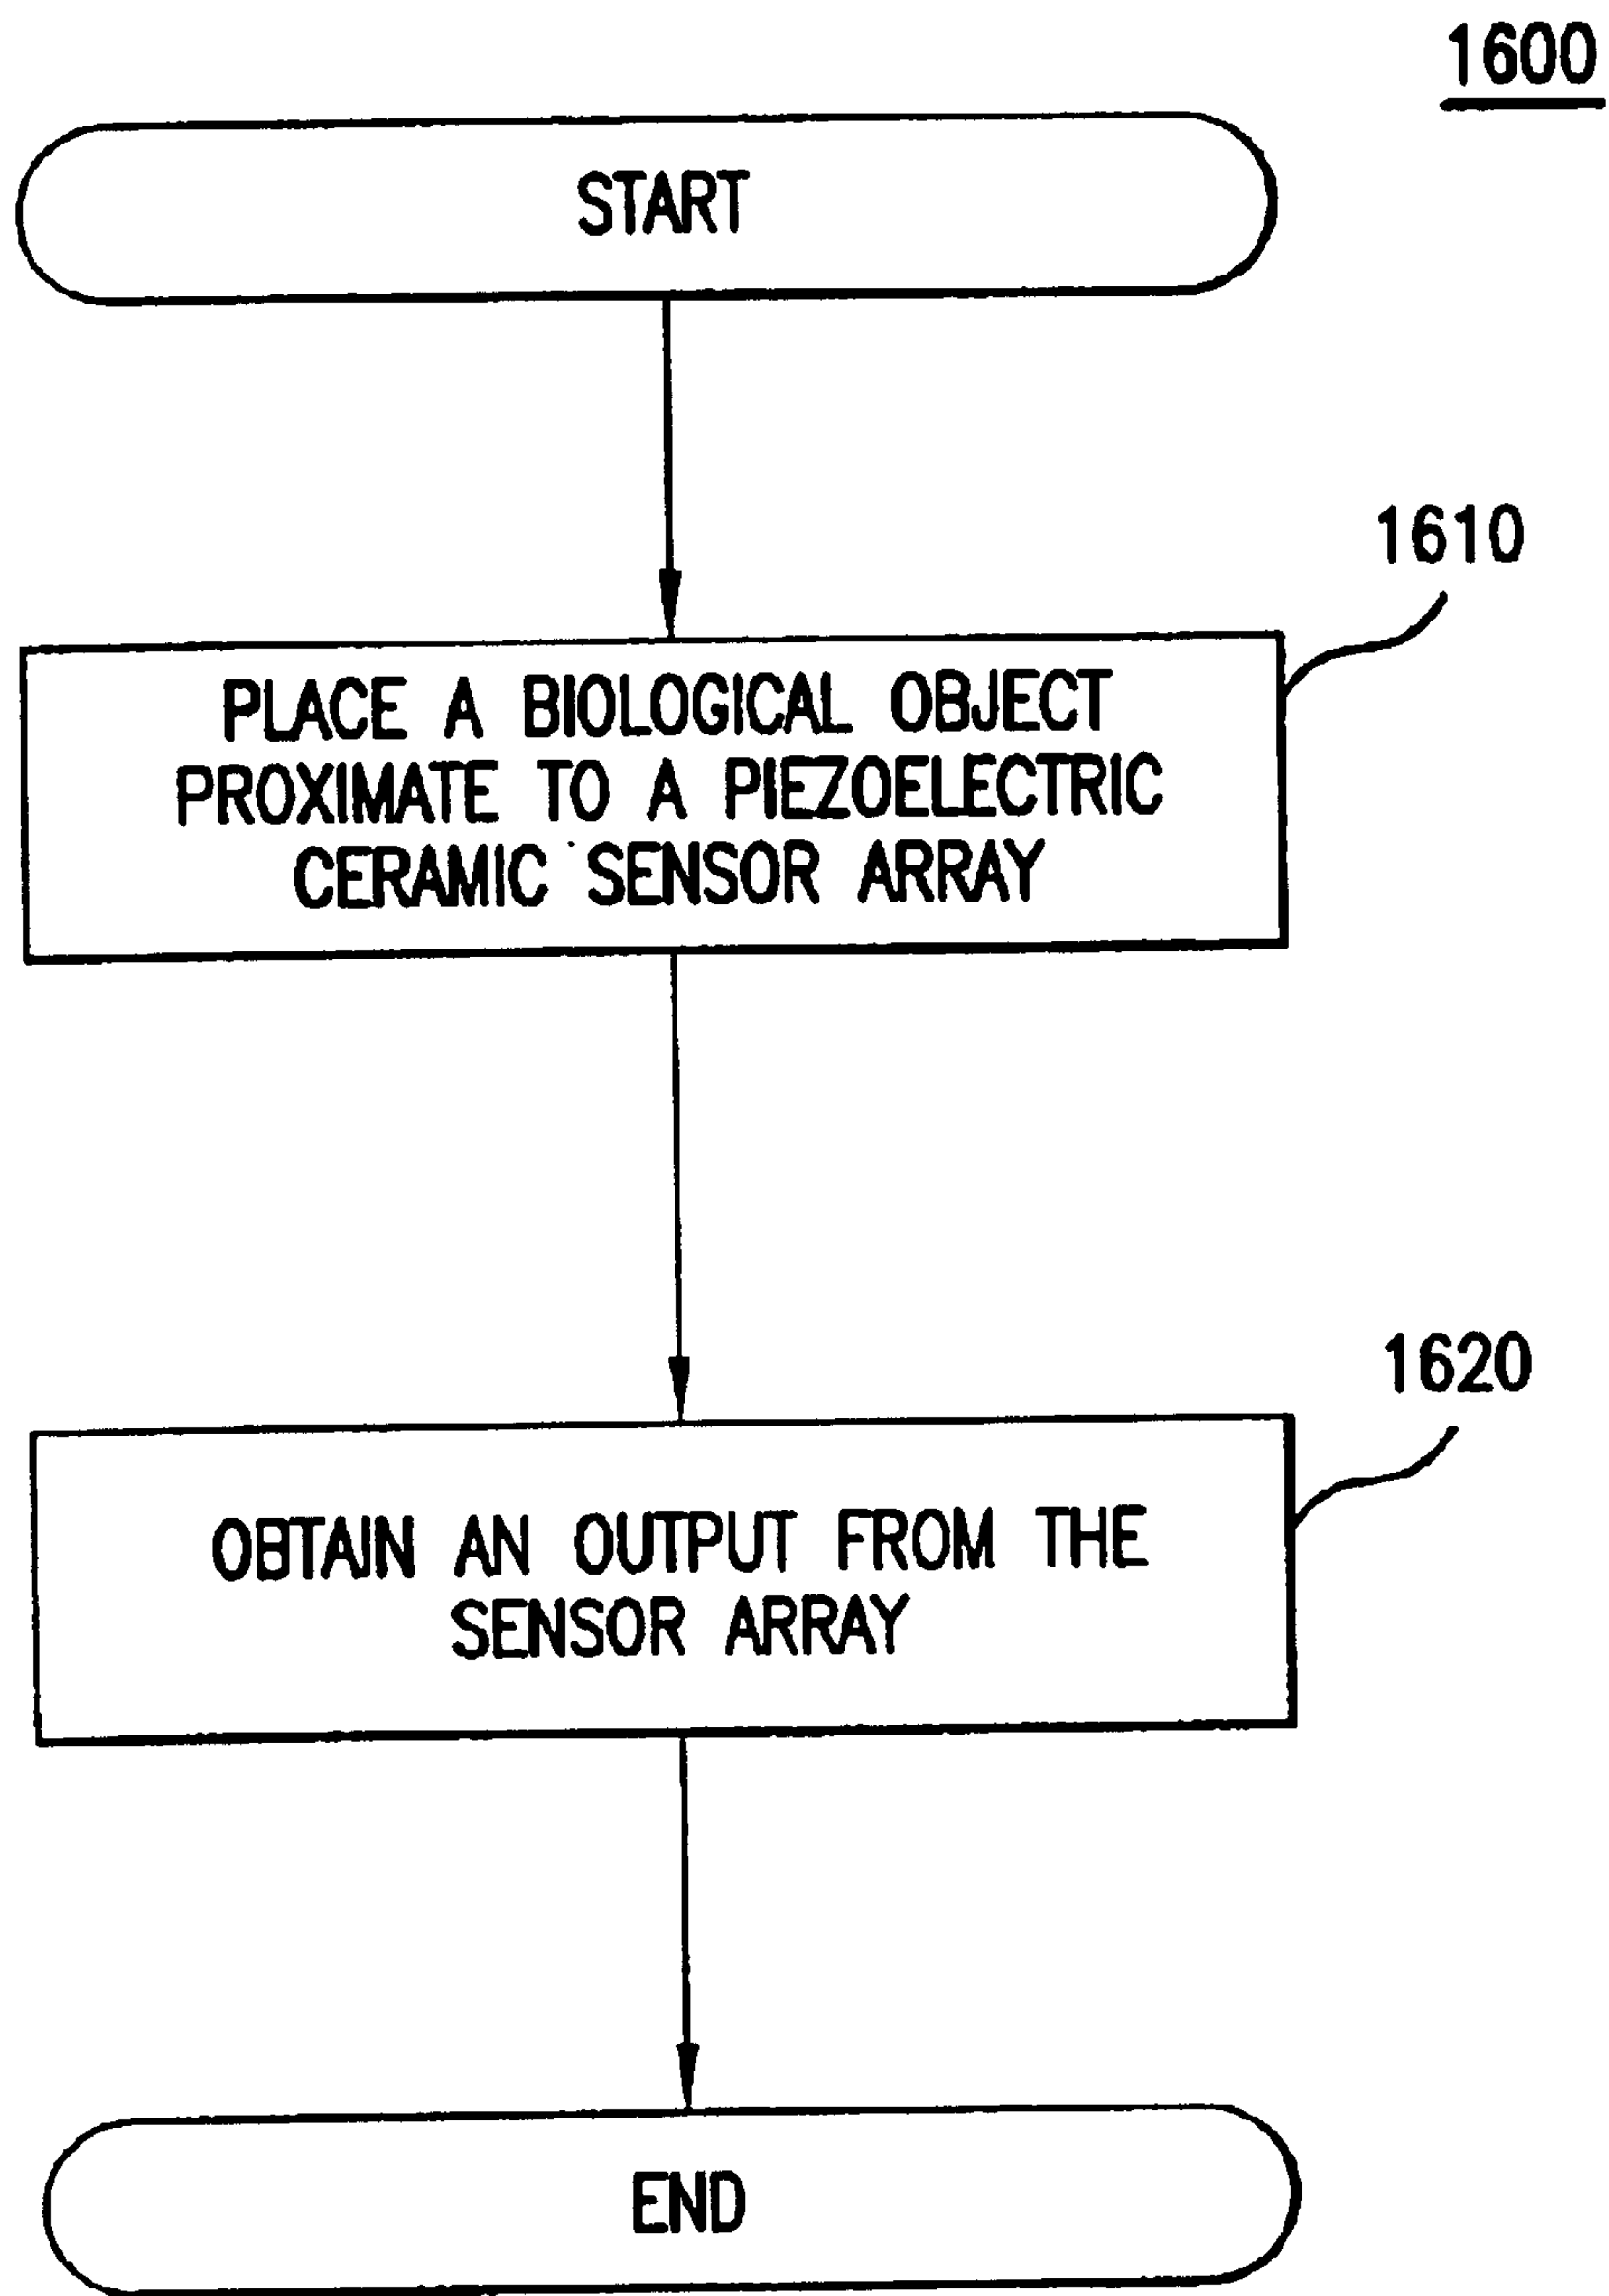 1600
START
1610
PLACE A BIOLOGICAL OBJECT
PROXIMATE TO A PIEZOELECTRIC
CERAMIC SENSOR ARRAY
1620
OBTAIN AN OUTPUT FROM THE
SENSOR ARRAY
END